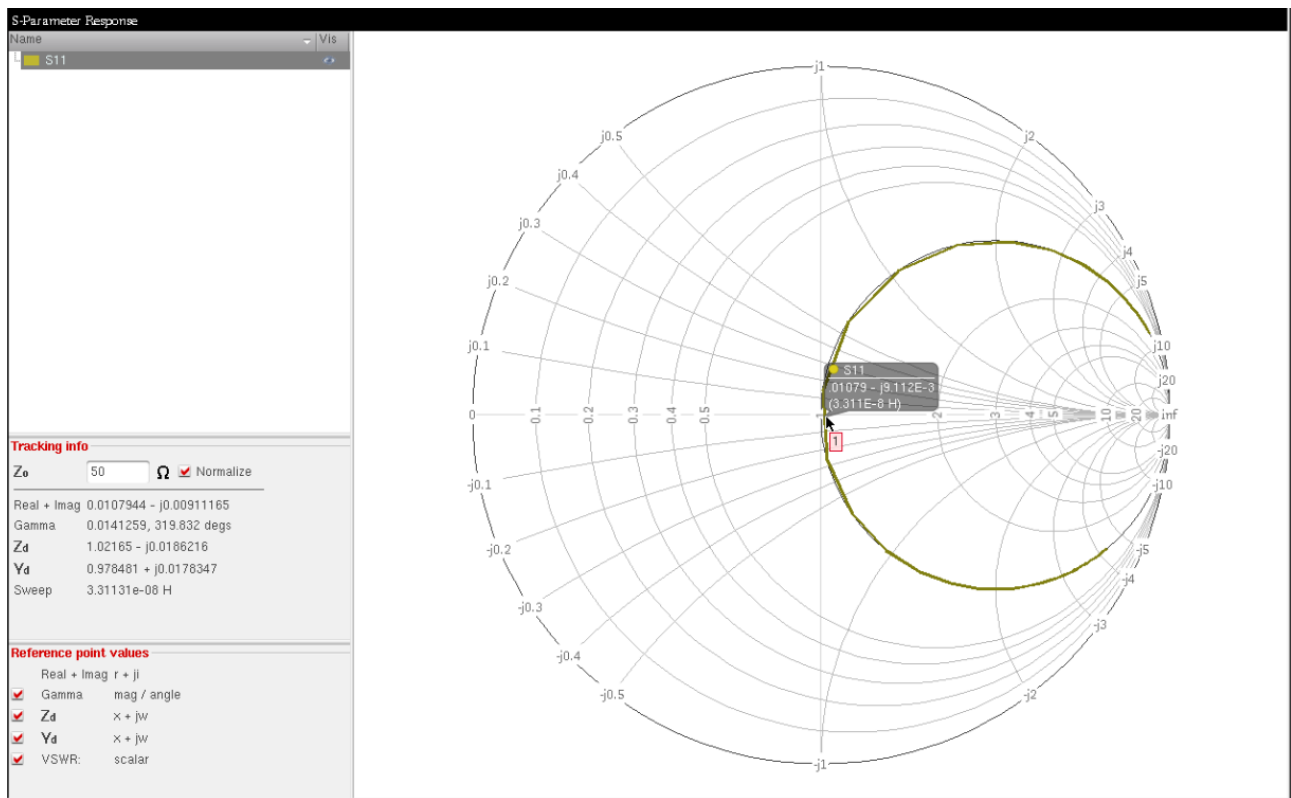 S-Parameter Response
Name Vis
S11
Tracking info
Zo 50 Ω Normalize
Real + Imag 0.0107944 - j0.00911165
Gamma 0.0141259, 319.832 degs
Zd 1.02165 - j0.0186216
Yd 0.978481 + j0.0178347
Sweep 3.31131e-08 H
Reference point values
Real + Imag r + ji
Gamma mag / angle
Zd x + jw
Yd x + jw
VSWR: scalar
j1
j0.5 j2
j0.4
j0.3 j3
j4
j0.2 j5
j0.1 j10
S11
.01079 - j9.112E-3
(3.311E-8 H)
j20
0 0.1 0.2 0.3 0.4 0.5 1 2 3 4 5 10 20 inf
1
-j20
-j0.1 -j10
-j0.2 -j5
-j4
-j0.3 -j3
-j0.4
-j0.5 -j2
-j1